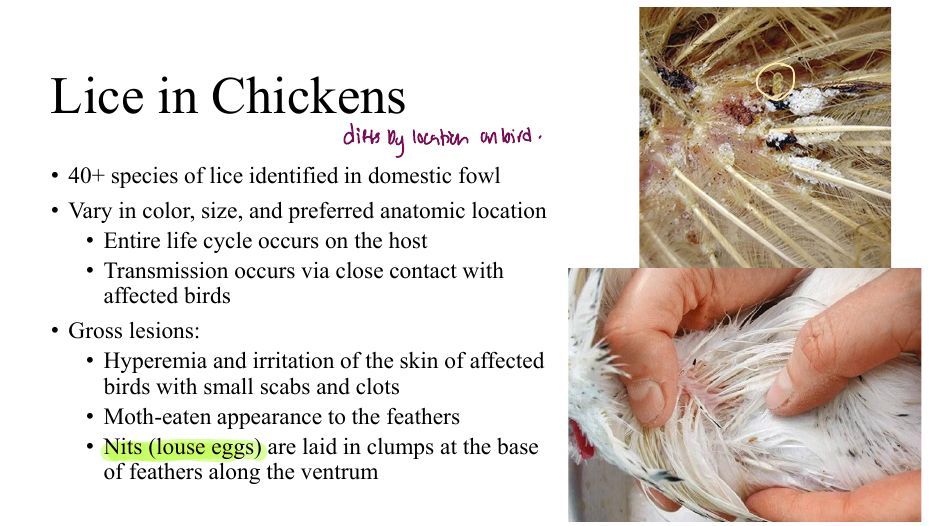 Lice in Chickens
by location on bird.
• 40+ species of lice identified in domestic fowl
• Vary in color, size, and preferred anatomic location
• Entire life cycle occurs on the host
• Transmission occurs via close contact with
affected birds
• Gross lesions:
• Hyperemia and irritation of the skin of affected
birds with small scabs and clots
• Moth-eaten appearance to the feathers
• Nits (louse eggs) are laid in clumps at the base
of feathers along the ventrum